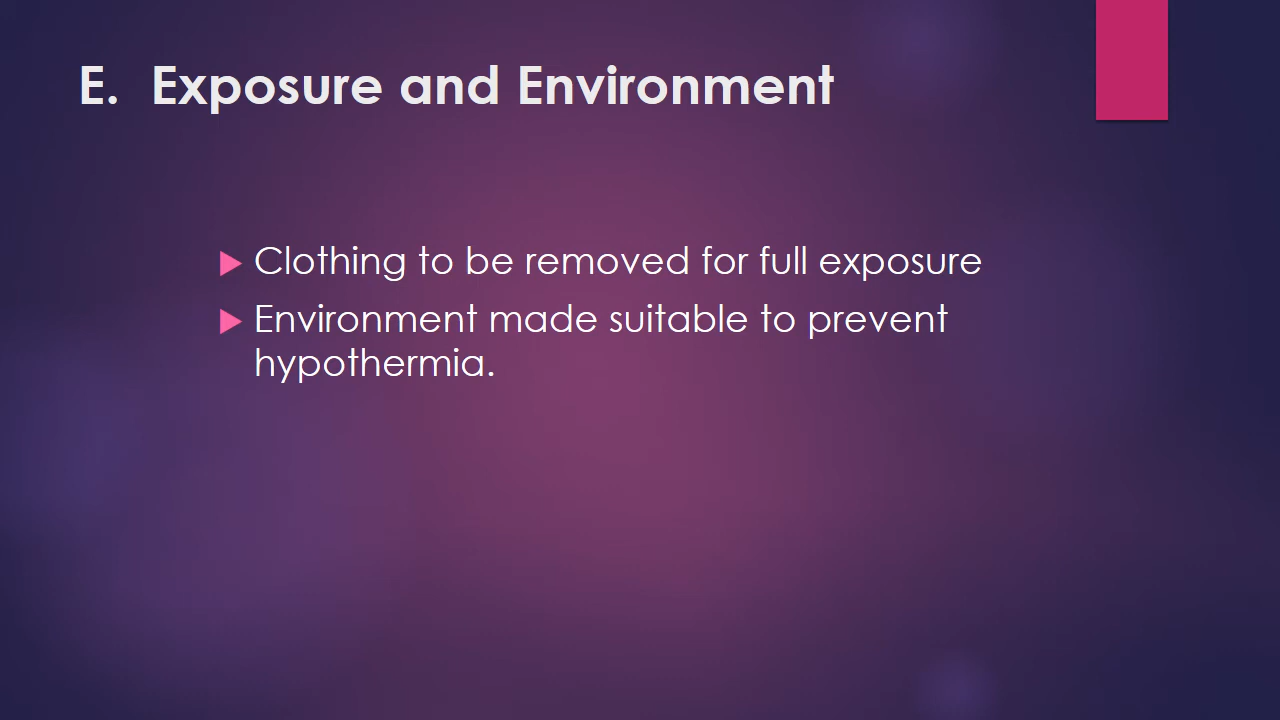 E. Exposure and Environment
Clothing to be removed for full exposure
Environment made suitable to prevent
hypothermia.